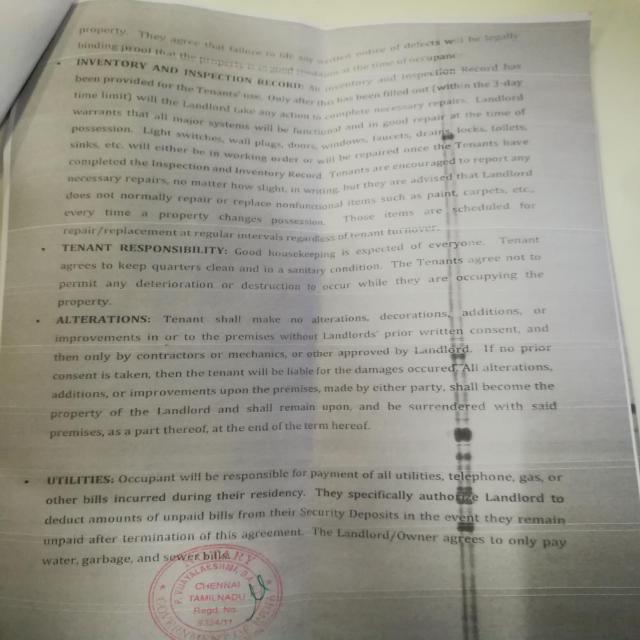 property. They agree that failure to file any written notice of defects will be legally
binding proof that the property is in good condition at the time of occupancy.
INVENTORY AND INSPECTION RECORD: An Inventory and Inspection Record has
been provided for the Tenants' use. Only after this has been filled out (within the 3-day
time limit) will the Landlord take any action to complete necessary repairs. Landlord
warrants that all major systems will be functional and in good repair at the time of
possession. Light switches, wall plugs, doors, windows, faucets, drains, locks, toilets,
sinks, etc. will either be in working order or will be repaired once the Tenants have
completed the Inspection and Inventory Record. Tenants are encouraged to report any
necessary repairs, no matter how slight, in writing, but they are advised that Landlord
does not normally repair or replace nonfunctional items such as paint, carpets, etc.,
every time a property changes possession. Those items are scheduled for
repair/replacement at regular intervals regardless of tenant turnover.
• TENANT RESPONSIBILITY: Good housekeeping is expected of everyone. Tenant
agrees to keep quarters clean and in a sanitary condition. The Tenants agree not to
permit any deterioration or destruction to occur while they are occupying the
property.
• ALTERATIONS: Tenant shall make no alterations, decorations, additions, or
improvements in or to the premises without Landlords' prior written consent, and
then only by contractors or mechanics, or other approved by Landlord. If no prior
consent is taken, then the tenant will be liable for the damages occured. All alterations,
additions, or improvements upon the premises, made by either party, shall become the
property of the Landlord and shall remain upon, and be surrendered with said
premises, as a part thereof, at the end of the term hereof.
• UTILITIES: Occupant will be responsible for payment of all utilities, telephone, gas, or
other bills incurred during their residency. They specifically authorize Landlord to
deduct amounts of unpaid bills from their Security Deposits in the event they remain
unpaid after termination of this agreement. The Landlord/Owner agrees to only pay
water, garbage, and sewer bills.
NOTARY
P. VIJAYALAKSHMI
CHENNAI
TAMILNADU
Regd. No.
GOVERNMENT OF